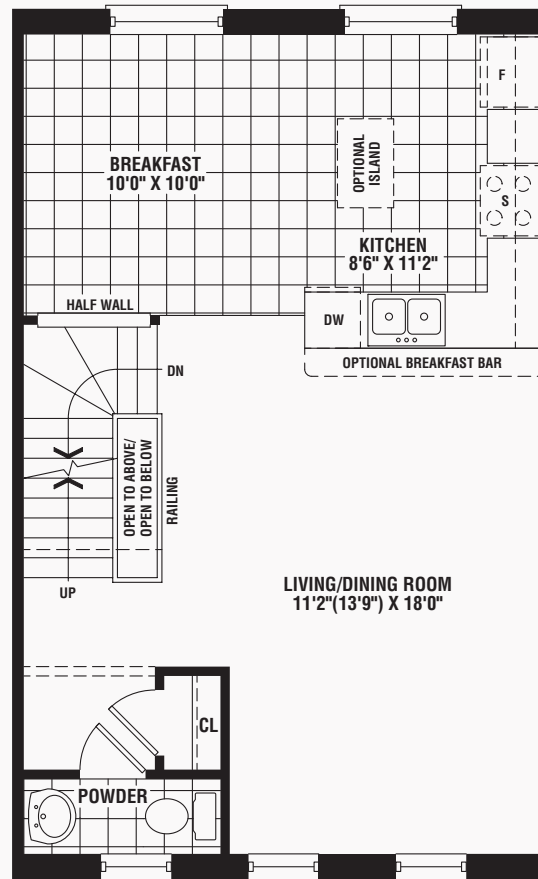 F
BREAKFAST
10'0" X 10'0"
OPTIONAL
ISLAND
S
KITCHEN
8'6" X 11'2"
HALF WALL
DW
OPTIONAL BREAKFAST BAR
DN
OPEN TO ABOVE/
OPEN TO BELOW
RAILING
UP
LIVING/DINING ROOM
11'2"(13'9") X 18'0"
CL
POWDER